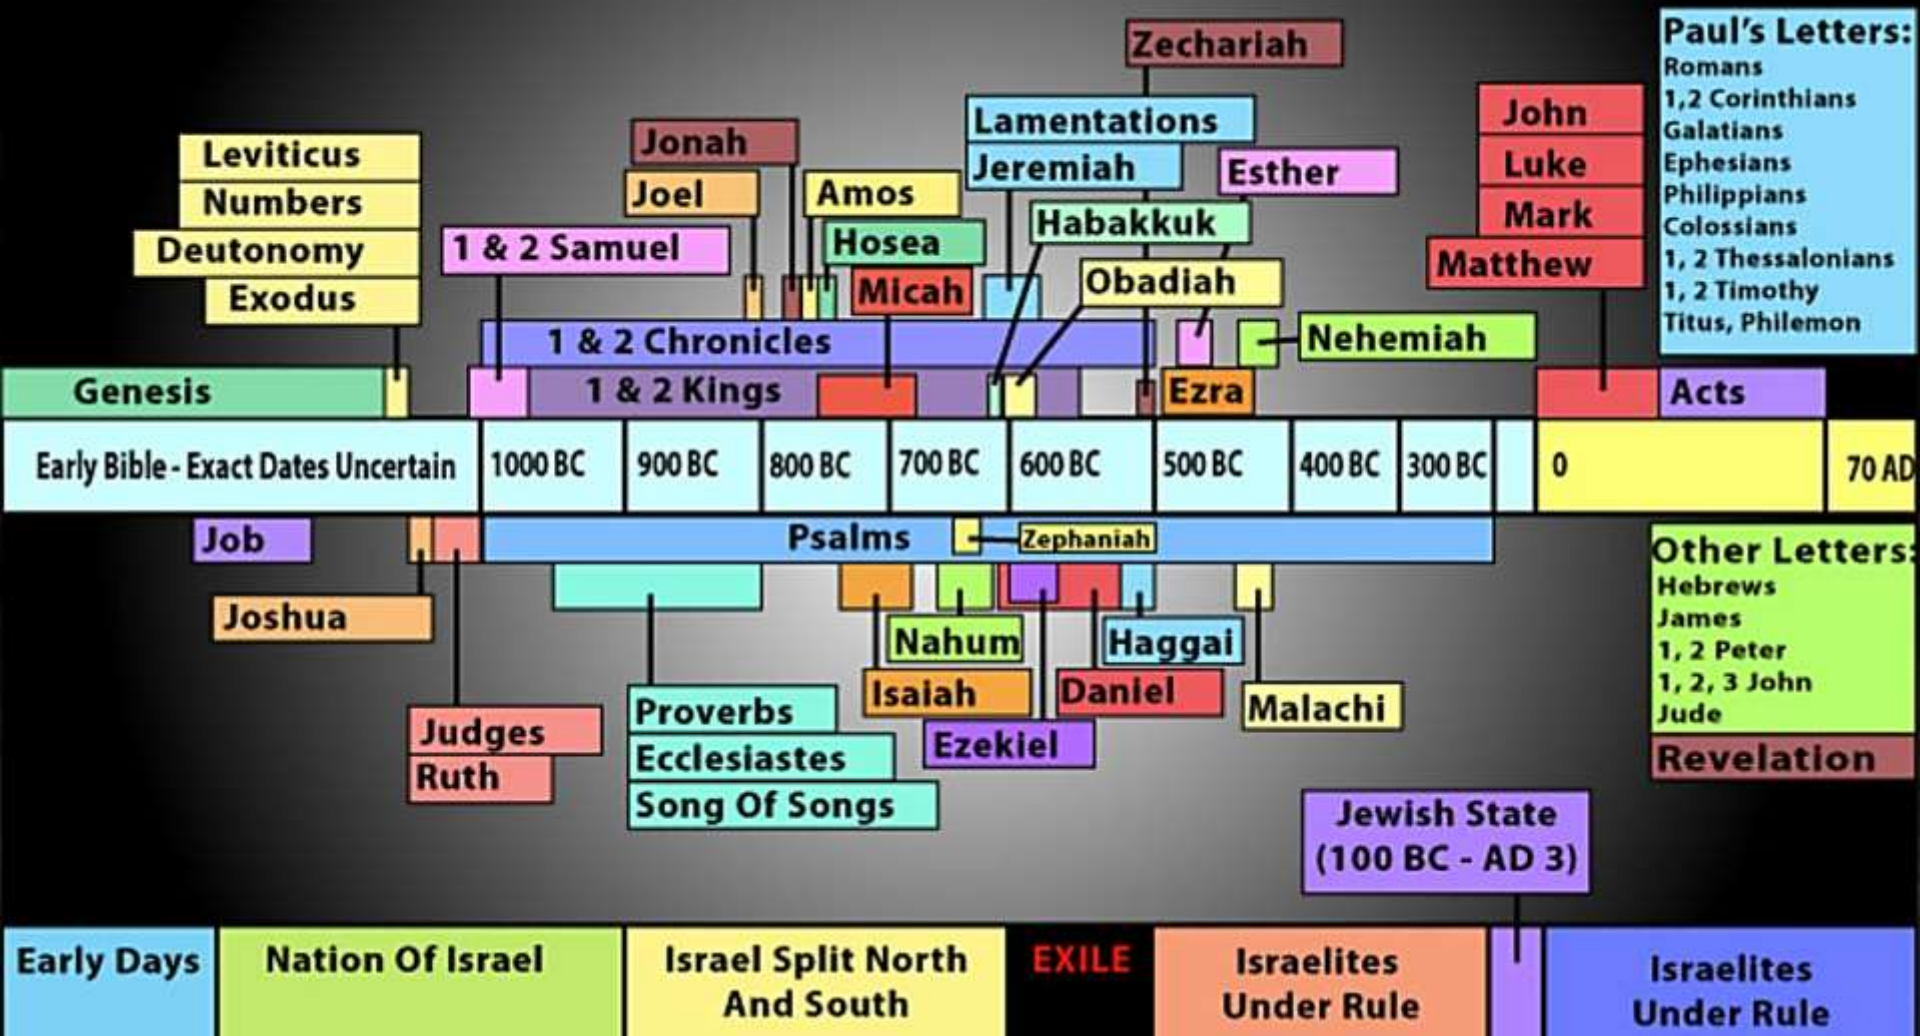 Zechariah
Paul's Letters:
Romans
1,2 Corinthians
Galatians
Ephesians
Philippians
Colossians
1, 2 Thessalonians
1, 2 Timothy
Titus, Philemon
Lamentations
Jeremiah
Jonah
Joel
Amos
Hosea
Micah
Esther
Habakkuk
Obadiah
Nehemiah
John
Luke
Mark
Matthew
Leviticus
Numbers
Deutonomy
Exodus
1 & 2 Samuel
1 & 2 Chronicles
Genesis
1 & 2 Kings
Ezra
Acts
Early Bible - Exact Dates Uncertain
1000 BC
900 BC
800 BC
700 BC
600 BC
500 BC
400 BC
300 BC
0
70 AD
Job
Psalms
Zephaniah
Joshua
Nahum
Haggai
Isaiah
Daniel
Malachi
Ezekiel
Judges
Ruth
Proverbs
Ecclesiastes
Song Of Songs
Other Letters:
Hebrews
James
1, 2 Peter
1, 2, 3 John
Jude
Revelation
Jewish State
(100 BC - AD 3)
Early Days
Nation Of Israel
Israel Split North
And South
EXILE
Israelites
Under Rule
Israelites
Under Rule